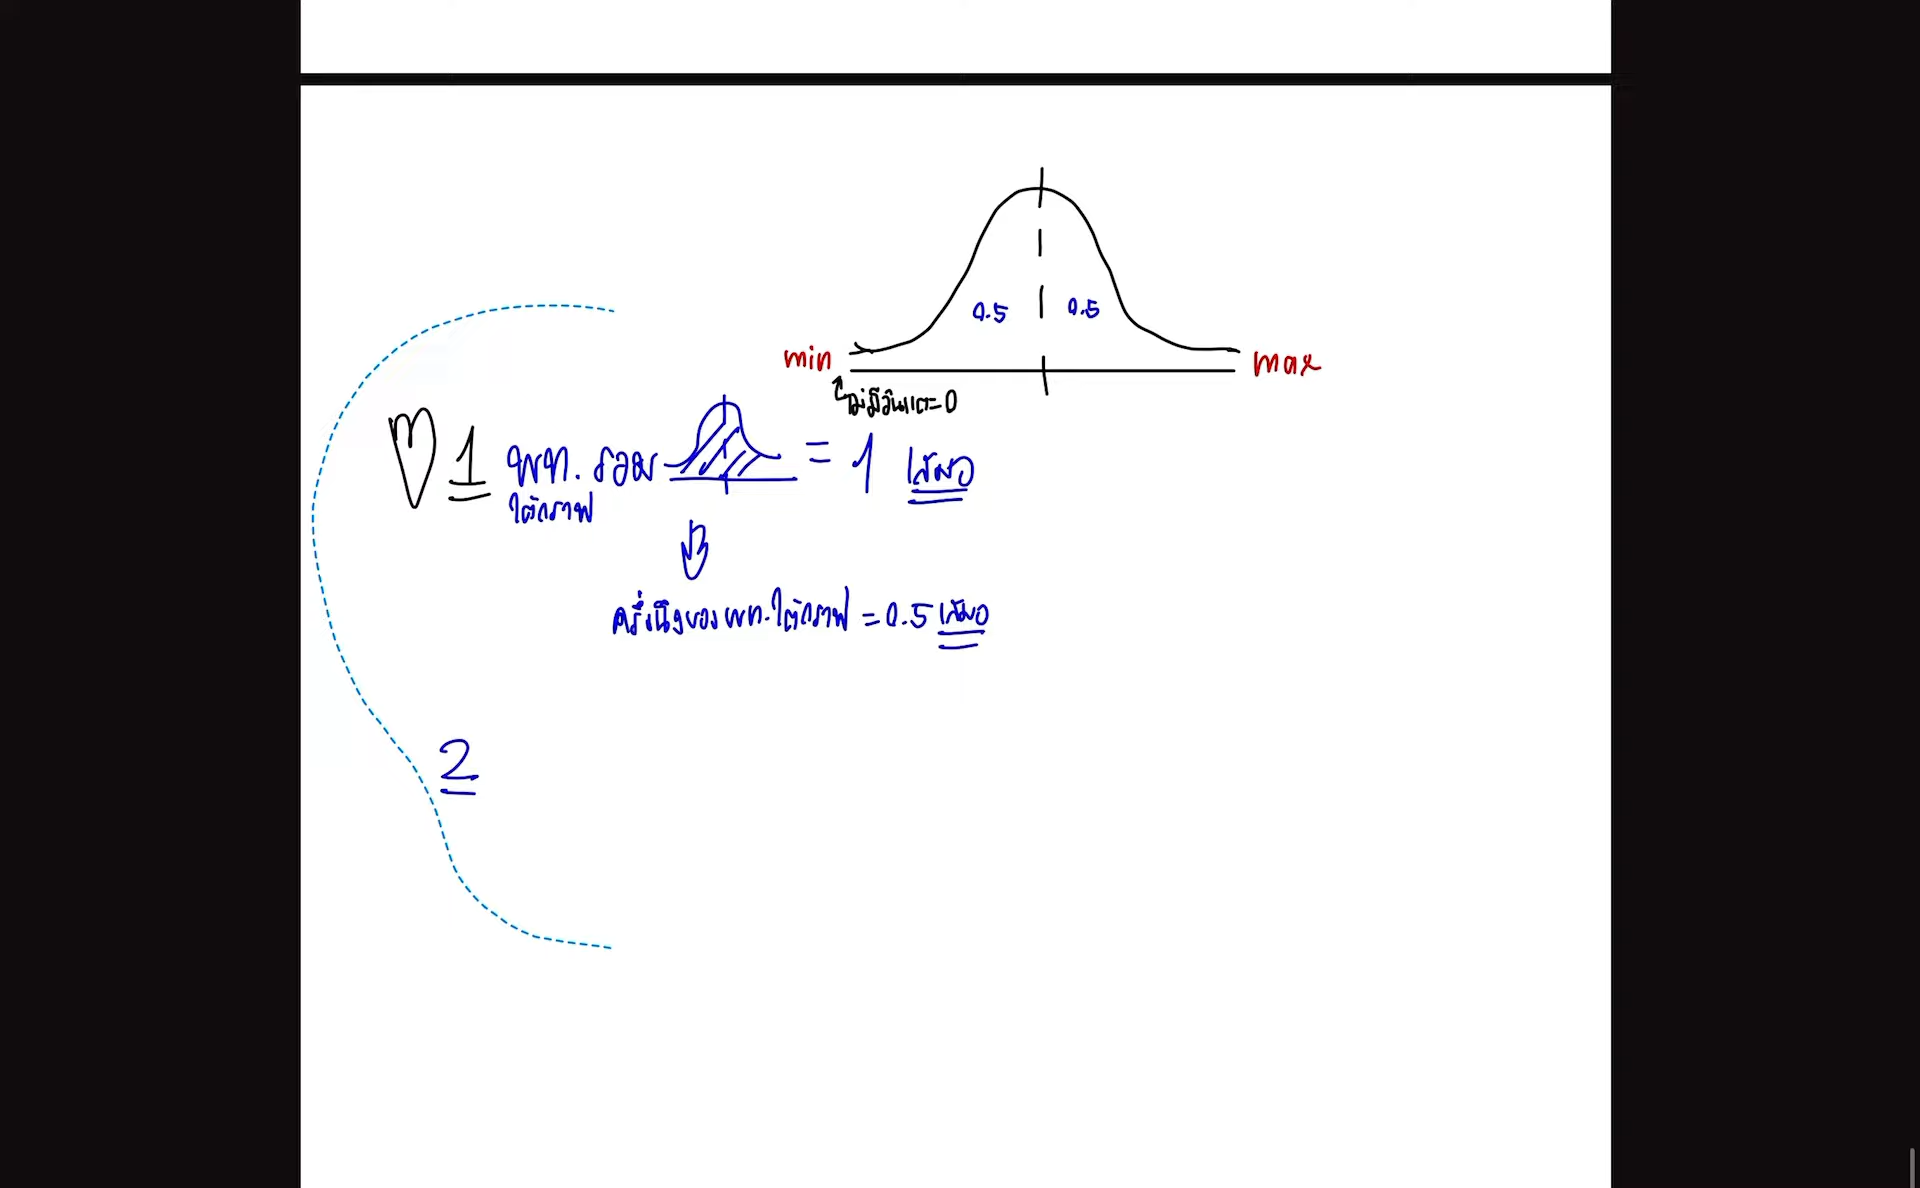 0.5 0.5
min max
ไม่มีวันแตะ=0
1 พท. รวม = 1 เสมอ
ใต้กราฟ
ครึ่งนึงของ พท. ใต้กราฟ = 0.5 เสมอ
2